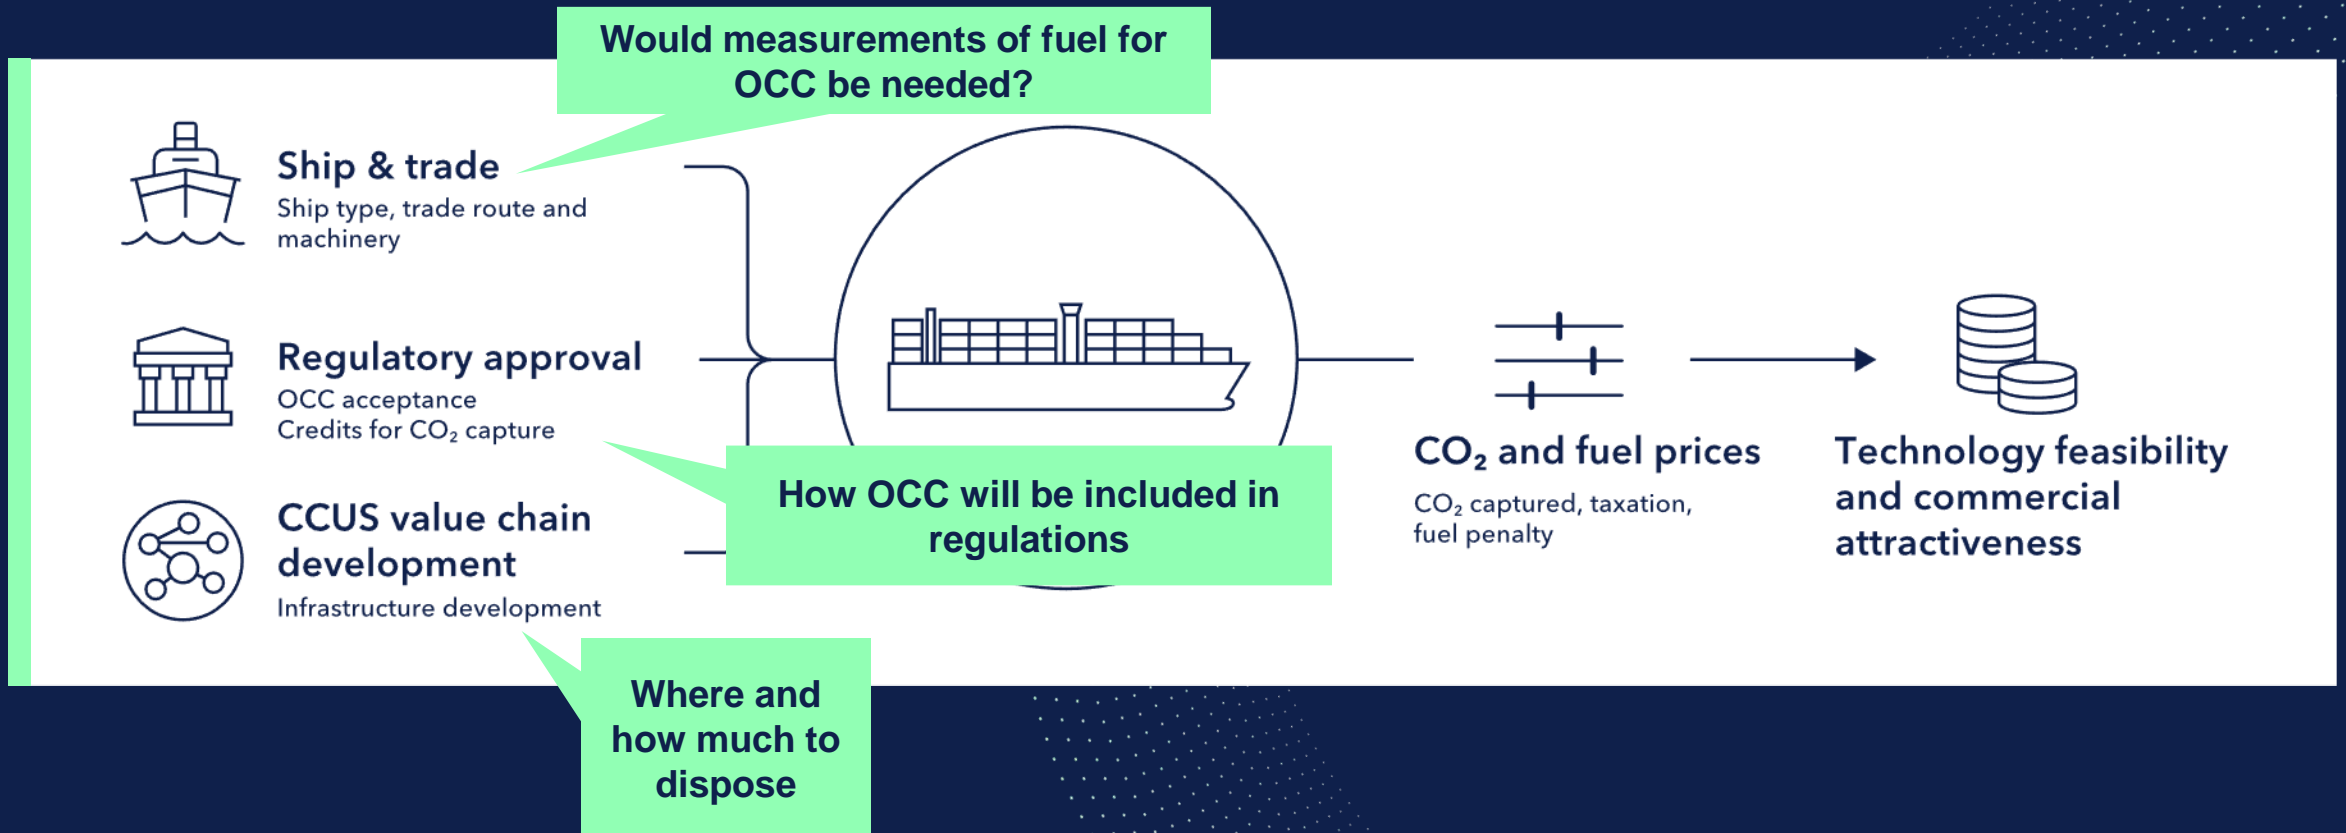 Would measurements of fuel for
OCC be needed?
Ship & trade
Ship type, trade route and
machinery
Regulatory approval
OCC acceptance
Credits for CO₂ capture
How OCC will be included in
regulations
CCUS value chain
development
Infrastructure development
Where and
how much to
dispose
CO₂ and fuel prices
CO₂ captured, taxation,
fuel penalty
Technology feasibility
and commercial
attractiveness